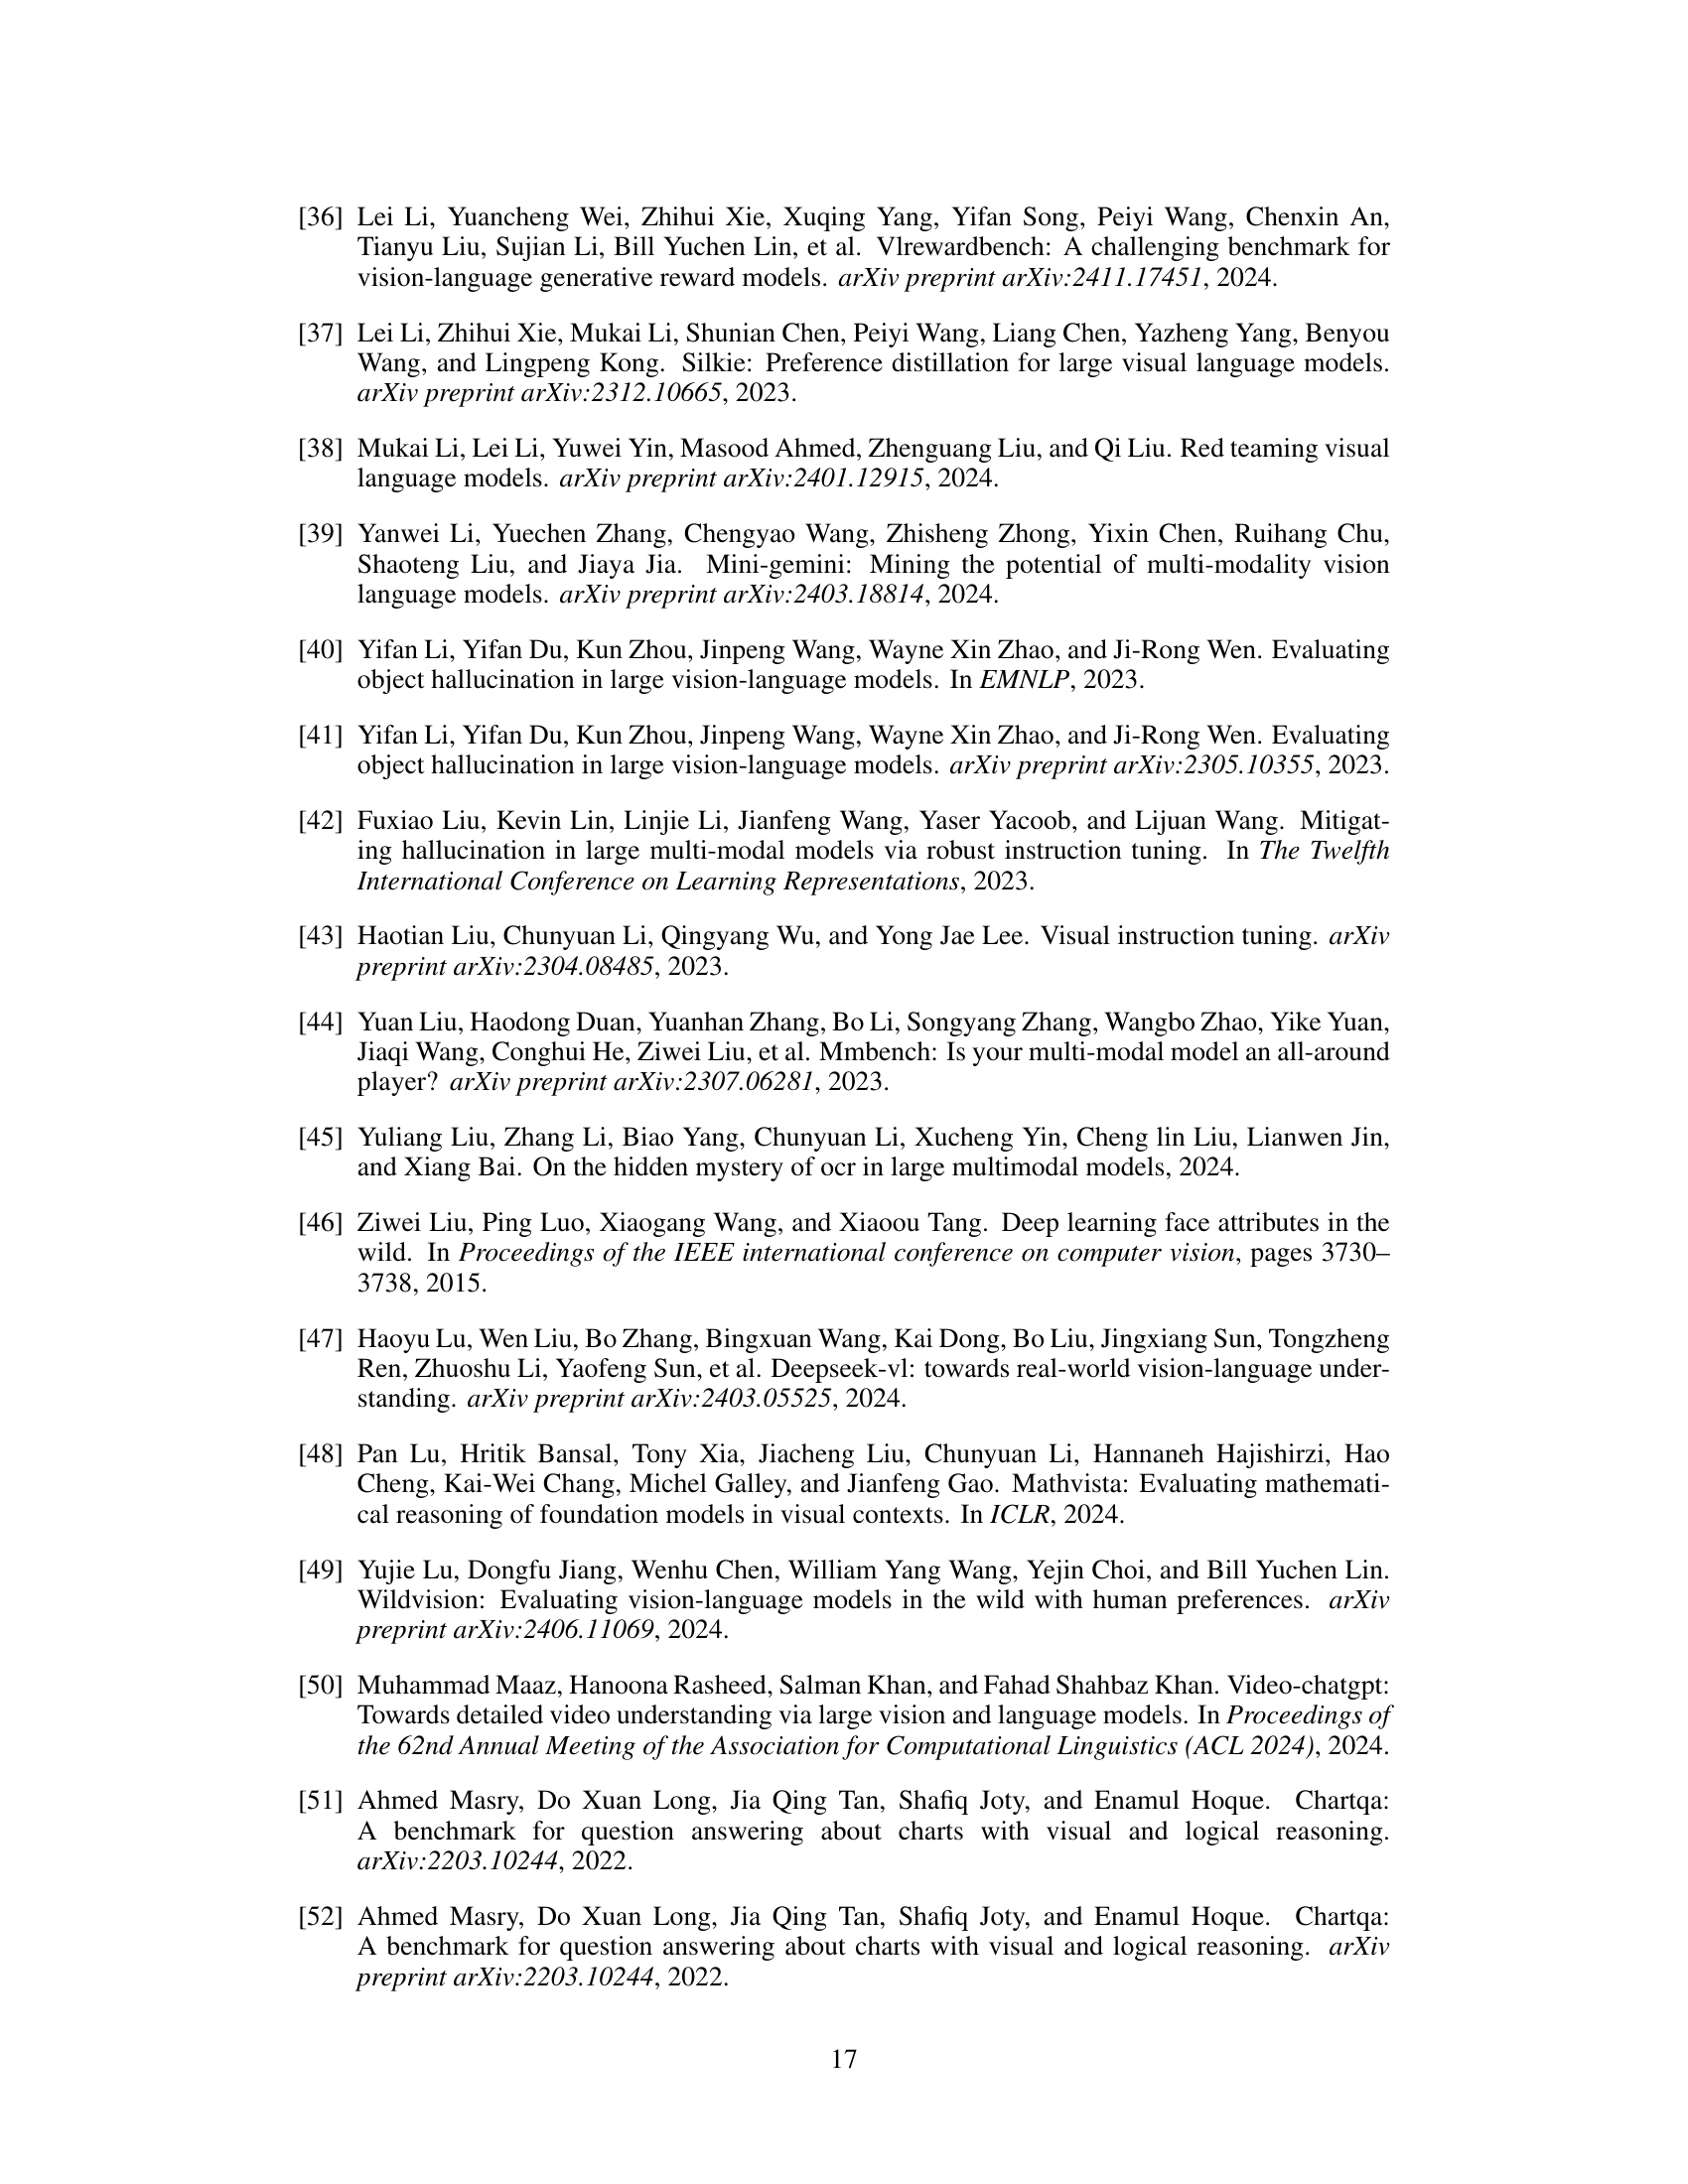 [36] Lei Li, Yuancheng Wei, Zhihui Xie, Xuqing Yang, Yifan Song, Peiyi Wang, Chenxin An,
Tianyu Liu, Sujian Li, Bill Yuchen Lin, et al. Vlrewardbench: A challenging benchmark for
vision-language generative reward models. arXiv preprint arXiv:2411.17451, 2024.
[37] Lei Li, Zhihui Xie, Mukai Li, Shunian Chen, Peiyi Wang, Liang Chen, Yazheng Yang, Benyou
Wang, and Lingpeng Kong. Silkie: Preference distillation for large visual language models.
arXiv preprint arXiv:2312.10665, 2023.
[38] Mukai Li, Lei Li, Yuwei Yin, Masood Ahmed, Zhenguang Liu, and Qi Liu. Red teaming visual
language models. arXiv preprint arXiv:2401.12915, 2024.
[39] Yanwei Li, Yuechen Zhang, Chengyao Wang, Zhisheng Zhong, Yixin Chen, Ruihang Chu,
Shaoteng Liu, and Jiaya Jia. Mini-gemini: Mining the potential of multi-modality vision
language models. arXiv preprint arXiv:2403.18814, 2024.
[40] Yifan Li, Yifan Du, Kun Zhou, Jinpeng Wang, Wayne Xin Zhao, and Ji-Rong Wen. Evaluating
object hallucination in large vision-language models. In EMNLP, 2023.
[41] Yifan Li, Yifan Du, Kun Zhou, Jinpeng Wang, Wayne Xin Zhao, and Ji-Rong Wen. Evaluating
object hallucination in large vision-language models. arXiv preprint arXiv:2305.10355, 2023.
[42] Fuxiao Liu, Kevin Lin, Linjie Li, Jianfeng Wang, Yaser Yacoob, and Lijuan Wang. Mitigat-
ing hallucination in large multi-modal models via robust instruction tuning. In The Twelfth
International Conference on Learning Representations, 2023.
[43] Haotian Liu, Chunyuan Li, Qingyang Wu, and Yong Jae Lee. Visual instruction tuning. arXiv
preprint arXiv:2304.08485, 2023.
[44] Yuan Liu, Haodong Duan, Yuanhan Zhang, Bo Li, Songyang Zhang, Wangbo Zhao, Yike Yuan,
Jiaqi Wang, Conghui He, Ziwei Liu, et al. Mmbench: Is your multi-modal model an all-around
player? arXiv preprint arXiv:2307.06281, 2023.
[45] Yuliang Liu, Zhang Li, Biao Yang, Chunyuan Li, Xucheng Yin, Cheng lin Liu, Lianwen Jin,
and Xiang Bai. On the hidden mystery of ocr in large multimodal models, 2024.
[46] Ziwei Liu, Ping Luo, Xiaogang Wang, and Xiaoou Tang. Deep learning face attributes in the
wild. In Proceedings of the IEEE international conference on computer vision, pages 3730–
3738, 2015.
[47] Haoyu Lu, Wen Liu, Bo Zhang, Bingxuan Wang, Kai Dong, Bo Liu, Jingxiang Sun, Tongzheng
Ren, Zhuoshu Li, Yaofeng Sun, et al. Deepseek-vl: towards real-world vision-language under-
standing. arXiv preprint arXiv:2403.05525, 2024.
[48] Pan Lu, Hritik Bansal, Tony Xia, Jiacheng Liu, Chunyuan Li, Hannaneh Hajishirzi, Hao
Cheng, Kai-Wei Chang, Michel Galley, and Jianfeng Gao. Mathvista: Evaluating mathemati-
cal reasoning of foundation models in visual contexts. In ICLR, 2024.
[49] Yujie Lu, Dongfu Jiang, Wenhu Chen, William Yang Wang, Yejin Choi, and Bill Yuchen Lin.
Wildvision: Evaluating vision-language models in the wild with human preferences. arXiv
preprint arXiv:2406.11069, 2024.
[50] Muhammad Maaz, Hanoona Rasheed, Salman Khan, and Fahad Shahbaz Khan. Video-chatgpt:
Towards detailed video understanding via large vision and language models. In Proceedings of
the 62nd Annual Meeting of the Association for Computational Linguistics (ACL 2024), 2024.
[51] Ahmed Masry, Do Xuan Long, Jia Qing Tan, Shafiq Joty, and Enamul Hoque. Chartqa:
A benchmark for question answering about charts with visual and logical reasoning.
arXiv:2203.10244, 2022.
[52] Ahmed Masry, Do Xuan Long, Jia Qing Tan, Shafiq Joty, and Enamul Hoque. Chartqa:
A benchmark for question answering about charts with visual and logical reasoning. arXiv
preprint arXiv:2203.10244, 2022.
17